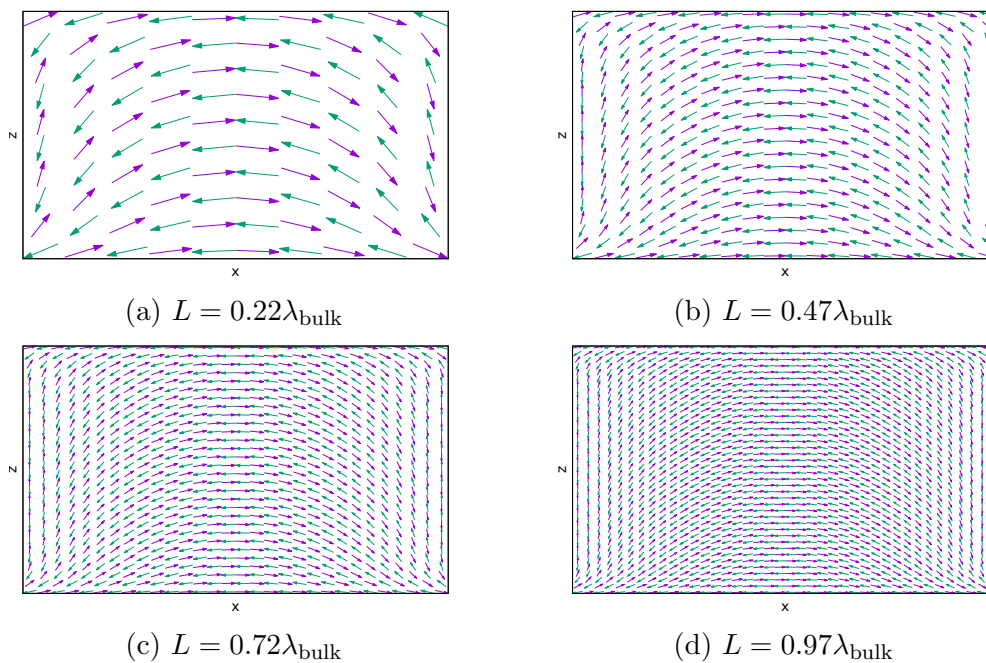 z
z
x
x
(a) L = 0.22λbulk
(b) L = 0.47λbulk
z
z
x
x
(c) L = 0.72λbulk
(d) L = 0.97λbulk